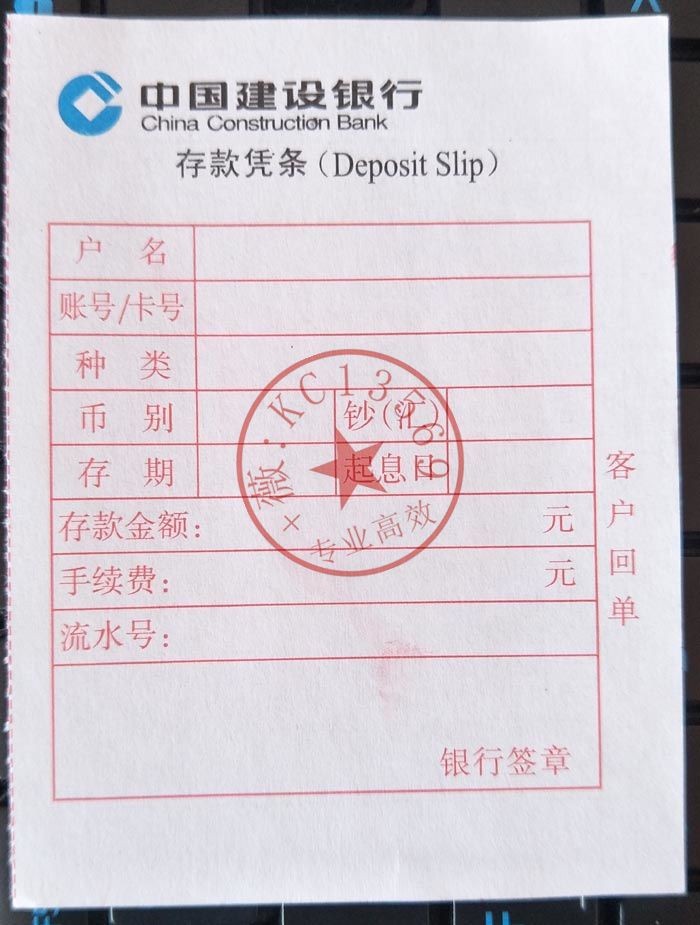 中国建设银行
China Construction Bank
存款凭条(Deposit Slip)
户 名
账号/卡号
种 类
币 别 钞(汇)
存 期 起息日
存款金额: 元
手续费: 元
流水号:
银行签章
客户回单
+薇:KC13569
专业高效